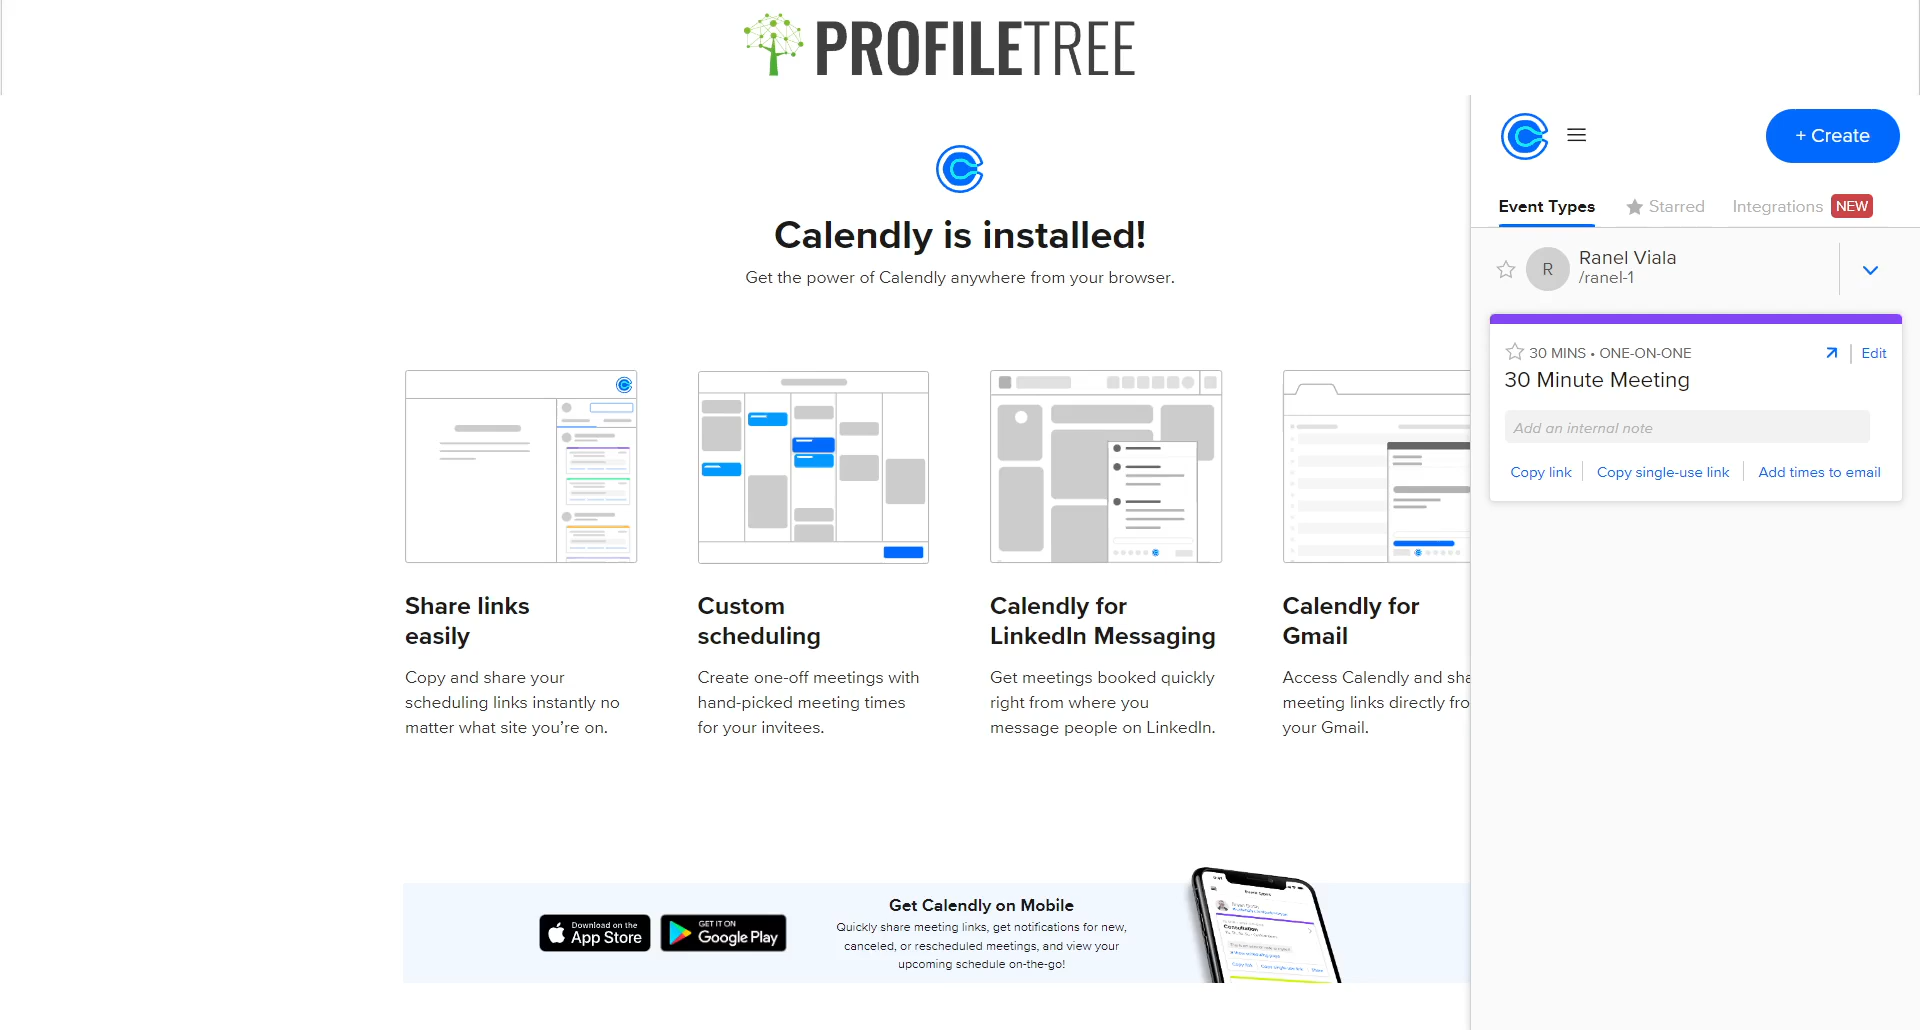 PROFILETREE
Calendly is installed!
Get the power of Calendly anywhere from your browser.
Share links
easily
Copy and share your
scheduling links instantly no
matter what site you’re on.
Custom
scheduling
Create one-off meetings with
hand-picked meeting times
for your invitees.
Calendly for
LinkedIn Messaging
Get meetings booked quickly
right from where you
message people on LinkedIn.
Calendly for
Gmail
Access Calendly and sha
meeting links directly fro
your Gmail.
Download on the
App Store
GET IT ON
Google Play
Get Calendly on Mobile
Quickly share meeting links, get notifications for new,
canceled, or rescheduled meetings, and view your
upcoming schedule on-the-go!
Consultation
+ Create
Event Types
Starred
Integrations NEW
R
Ranel Viala
/ranel-1
30 MINS • ONE-ON-ONE
Edit
30 Minute Meeting
Add an internal note
Copy link
Copy single-use link
Add times to email